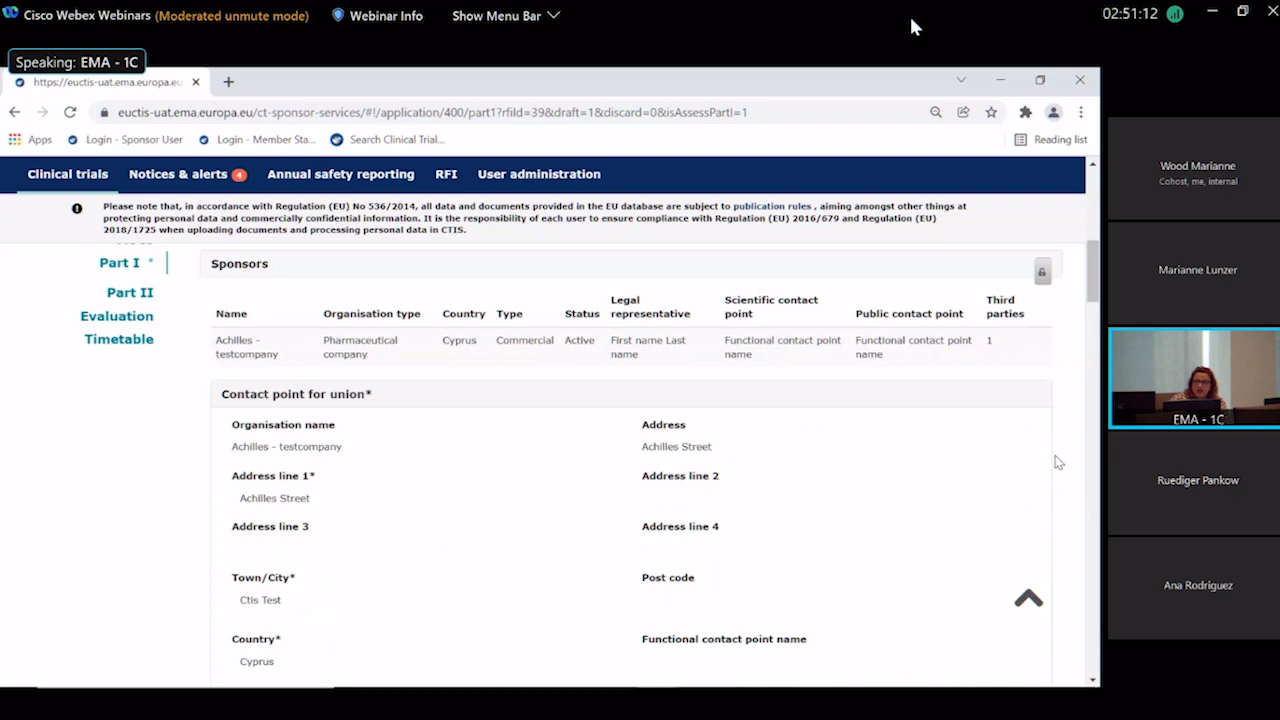 Cisco Webex Webinars (Moderated unmute mode) Webinar Info Show Menu Bar 02:51:12
Speaking: EMA - 1C
https://euctis-uat.ema.europa.eu
euctis-uat.ema.europa.eu/ct-sponsor-services/#!/application/400/part1?rfiId=39&draft=1&discard=0&isAssessPartI=1
Apps Login - Sponsor User Login - Member Sta... Search Clinical Trial... Reading list
Clinical trials Notices & alerts 4 Annual safety reporting RFI User administration
Please note that, in accordance with Regulation (EU) No 536/2014, all data and documents provided in the EU database are subject to publication rules , aiming amongst other things at
protecting personal data and commercially confidential information. It is the responsibility of each user to ensure compliance with Regulation (EU) 2016/679 and Regulation (EU)
2018/1725 when uploading documents and processing personal data in CTIS.
Part I *
Part II
Evaluation
Timetable
Sponsors
Name Organisation type Country Type Status Legal representative Scientific contact point Public contact point Third parties
Achilles - testcompany Pharmaceutical company Cyprus Commercial Active First name Last name Functional contact point name Functional contact point name 1
Contact point for union*
Organisation name Address
Achilles - testcompany Achilles Street
Address line 1* Address line 2
Achilles Street
Address line 3 Address line 4
Town/City* Post code
Ctis Test
Country* Functional contact point name
Cyprus
Wood Marianne
Cohost, me, internal
Marianne Lunzer
EMA - 1C
Ruediger Pankow
Ana Rodriguez